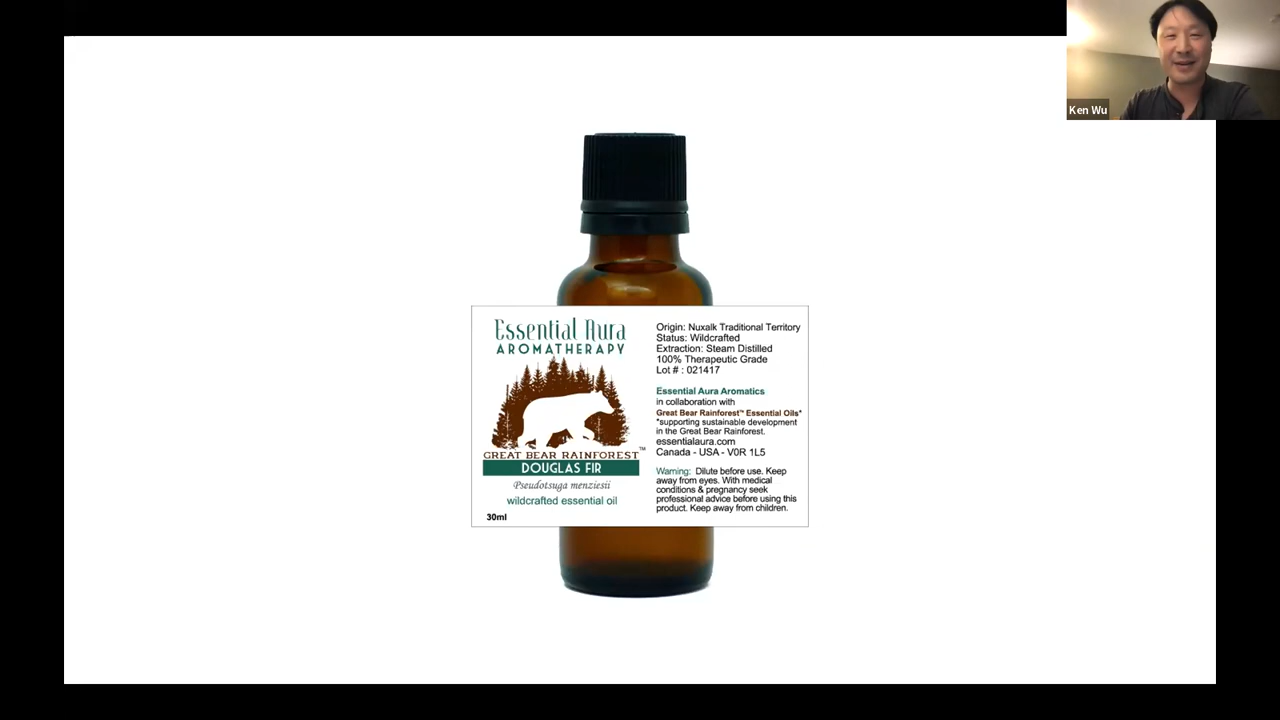 Ken Wu
Essential Aura
AROMATHERAPY
GREAT BEAR RAINFOREST™
DOUGLAS FIR
Pseudotsuga menziesii
wildcrafted essential oil
30ml
Origin: Nuxalk Traditional Territory
Status: Wildcrafted
Extraction: Steam Distilled
100% Therapeutic Grade
Lot # : 021417
Essential Aura Aromatics
in collaboration with
Great Bear Rainforest™ Essential Oils*
*supporting sustainable development
in the Great Bear Rainforest.
essentialaura.com
Canada - USA - V0R 1L5
Warning: Dilute before use. Keep
away from eyes. With medical
conditions & pregnancy seek
professional advice before using this
product. Keep away from children.